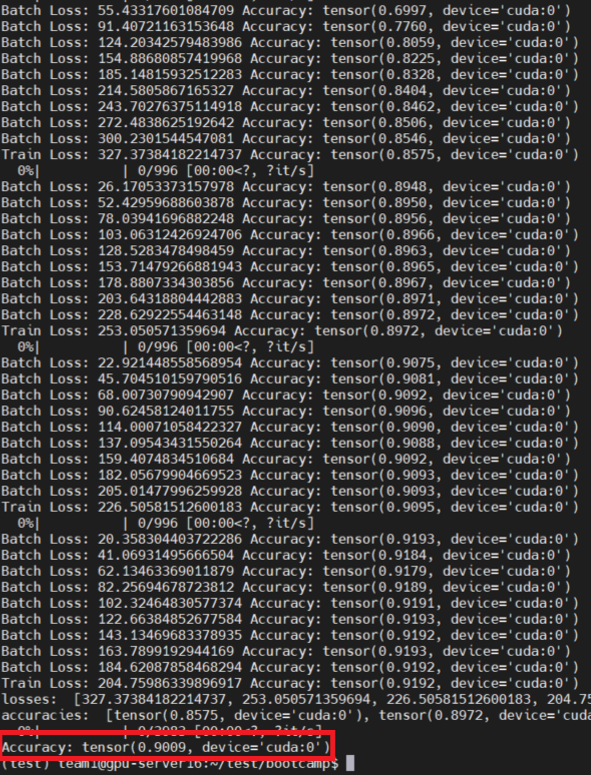 Batch Loss: 55.43317601084709 Accuracy: tensor(0.6997, device='cuda:0')
Batch Loss: 91.40721163153648 Accuracy: tensor(0.7760, device='cuda:0')
Batch Loss: 124.20342579483986 Accuracy: tensor(0.8059, device='cuda:0')
Batch Loss: 154.88680857419968 Accuracy: tensor(0.8225, device='cuda:0')
Batch Loss: 185.14815932512283 Accuracy: tensor(0.8328, device='cuda:0')
Batch Loss: 214.5805867165327 Accuracy: tensor(0.8404, device='cuda:0')
Batch Loss: 243.70276375114918 Accuracy: tensor(0.8462, device='cuda:0')
Batch Loss: 272.4838625192642 Accuracy: tensor(0.8506, device='cuda:0')
Batch Loss: 300.2301544547081 Accuracy: tensor(0.8546, device='cuda:0')
Train Loss: 327.37384182214737 Accuracy: tensor(0.8575, device='cuda:0')
0%| | 0/996 [00:00<?, ?it/s]
Batch Loss: 26.17053373157978 Accuracy: tensor(0.8948, device='cuda:0')
Batch Loss: 52.42959688603878 Accuracy: tensor(0.8950, device='cuda:0')
Batch Loss: 78.03941696882248 Accuracy: tensor(0.8956, device='cuda:0')
Batch Loss: 103.06312426924706 Accuracy: tensor(0.8966, device='cuda:0')
Batch Loss: 128.5283478498459 Accuracy: tensor(0.8963, device='cuda:0')
Batch Loss: 153.71479266881943 Accuracy: tensor(0.8965, device='cuda:0')
Batch Loss: 178.8807334303856 Accuracy: tensor(0.8967, device='cuda:0')
Batch Loss: 203.64318804442883 Accuracy: tensor(0.8971, device='cuda:0')
Batch Loss: 228.62922554463148 Accuracy: tensor(0.8972, device='cuda:0')
Train Loss: 253.050571359694 Accuracy: tensor(0.8972, device='cuda:0')
0%| | 0/996 [00:00<?, ?it/s]
Batch Loss: 22.921448558568954 Accuracy: tensor(0.9075, device='cuda:0')
Batch Loss: 45.704510159790516 Accuracy: tensor(0.9081, device='cuda:0')
Batch Loss: 68.00730790942907 Accuracy: tensor(0.9092, device='cuda:0')
Batch Loss: 90.62458124011755 Accuracy: tensor(0.9096, device='cuda:0')
Batch Loss: 114.00071058422327 Accuracy: tensor(0.9090, device='cuda:0')
Batch Loss: 137.09543431550264 Accuracy: tensor(0.9088, device='cuda:0')
Batch Loss: 159.4074834510684 Accuracy: tensor(0.9092, device='cuda:0')
Batch Loss: 182.05679904669523 Accuracy: tensor(0.9093, device='cuda:0')
Batch Loss: 205.01477996259928 Accuracy: tensor(0.9093, device='cuda:0')
Train Loss: 226.50581512600183 Accuracy: tensor(0.9095, device='cuda:0')
0%| | 0/996 [00:00<?, ?it/s]
Batch Loss: 20.358304403722286 Accuracy: tensor(0.9193, device='cuda:0')
Batch Loss: 41.06931495666504 Accuracy: tensor(0.9184, device='cuda:0')
Batch Loss: 62.13463369011879 Accuracy: tensor(0.9179, device='cuda:0')
Batch Loss: 82.25694678723812 Accuracy: tensor(0.9189, device='cuda:0')
Batch Loss: 102.32464830577374 Accuracy: tensor(0.9191, device='cuda:0')
Batch Loss: 122.66384852677584 Accuracy: tensor(0.9193, device='cuda:0')
Batch Loss: 143.13469683378935 Accuracy: tensor(0.9192, device='cuda:0')
Batch Loss: 163.7899192944169 Accuracy: tensor(0.9193, device='cuda:0')
Batch Loss: 184.62087858468294 Accuracy: tensor(0.9192, device='cuda:0')
Train Loss: 204.75986339896917 Accuracy: tensor(0.9192, device='cuda:0')
losses: [327.37384182214737, 253.050571359694, 226.50581512600183, 204.75
accuracies: [tensor(0.8575, device='cuda:0'), tensor(0.8972, device='cuda
Accuracy: tensor(0.9009, device='cuda:0')
(test) team1@gpu-server:~/test/bootcamp$